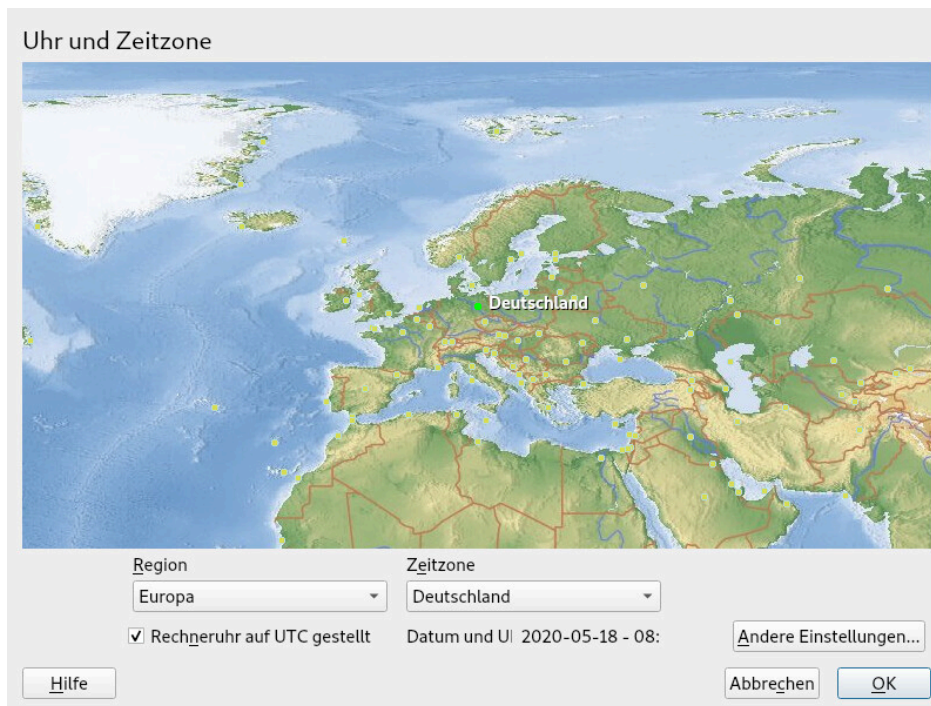 Uhr und Zeitzone
Deutschland
Region
Zeitzone
Europa
Deutschland
Rechneruhr auf UTC gestellt
Datum und U
2020-05-18 - 08:
Andere Einstellungen...
Hilfe
Abbrechen
OK